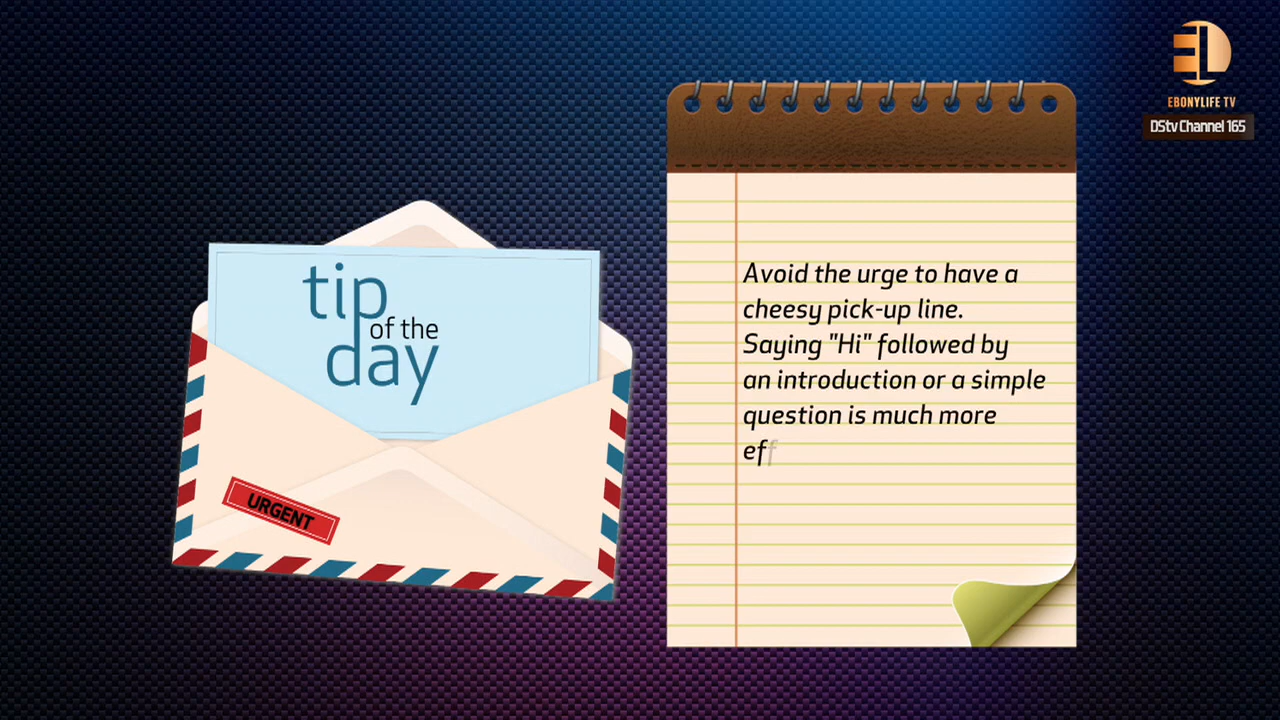 EBONYLIFE TV
DStv Channel 165
tip
of the
day
URGENT
Avoid the urge to have a
cheesy pick-up line.
Saying "Hi" followed by
an introduction or a simple
question is much more
eff